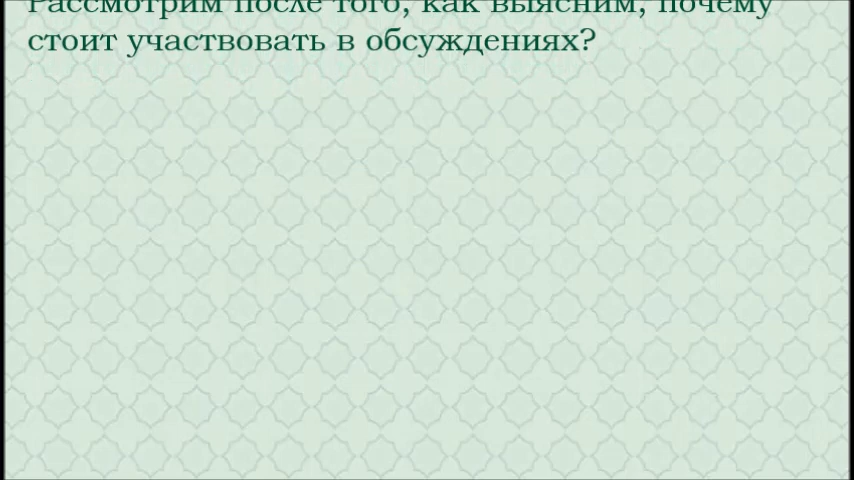 Рассмотрим после того, как выясним, почему
стоит участвовать в обсуждениях?